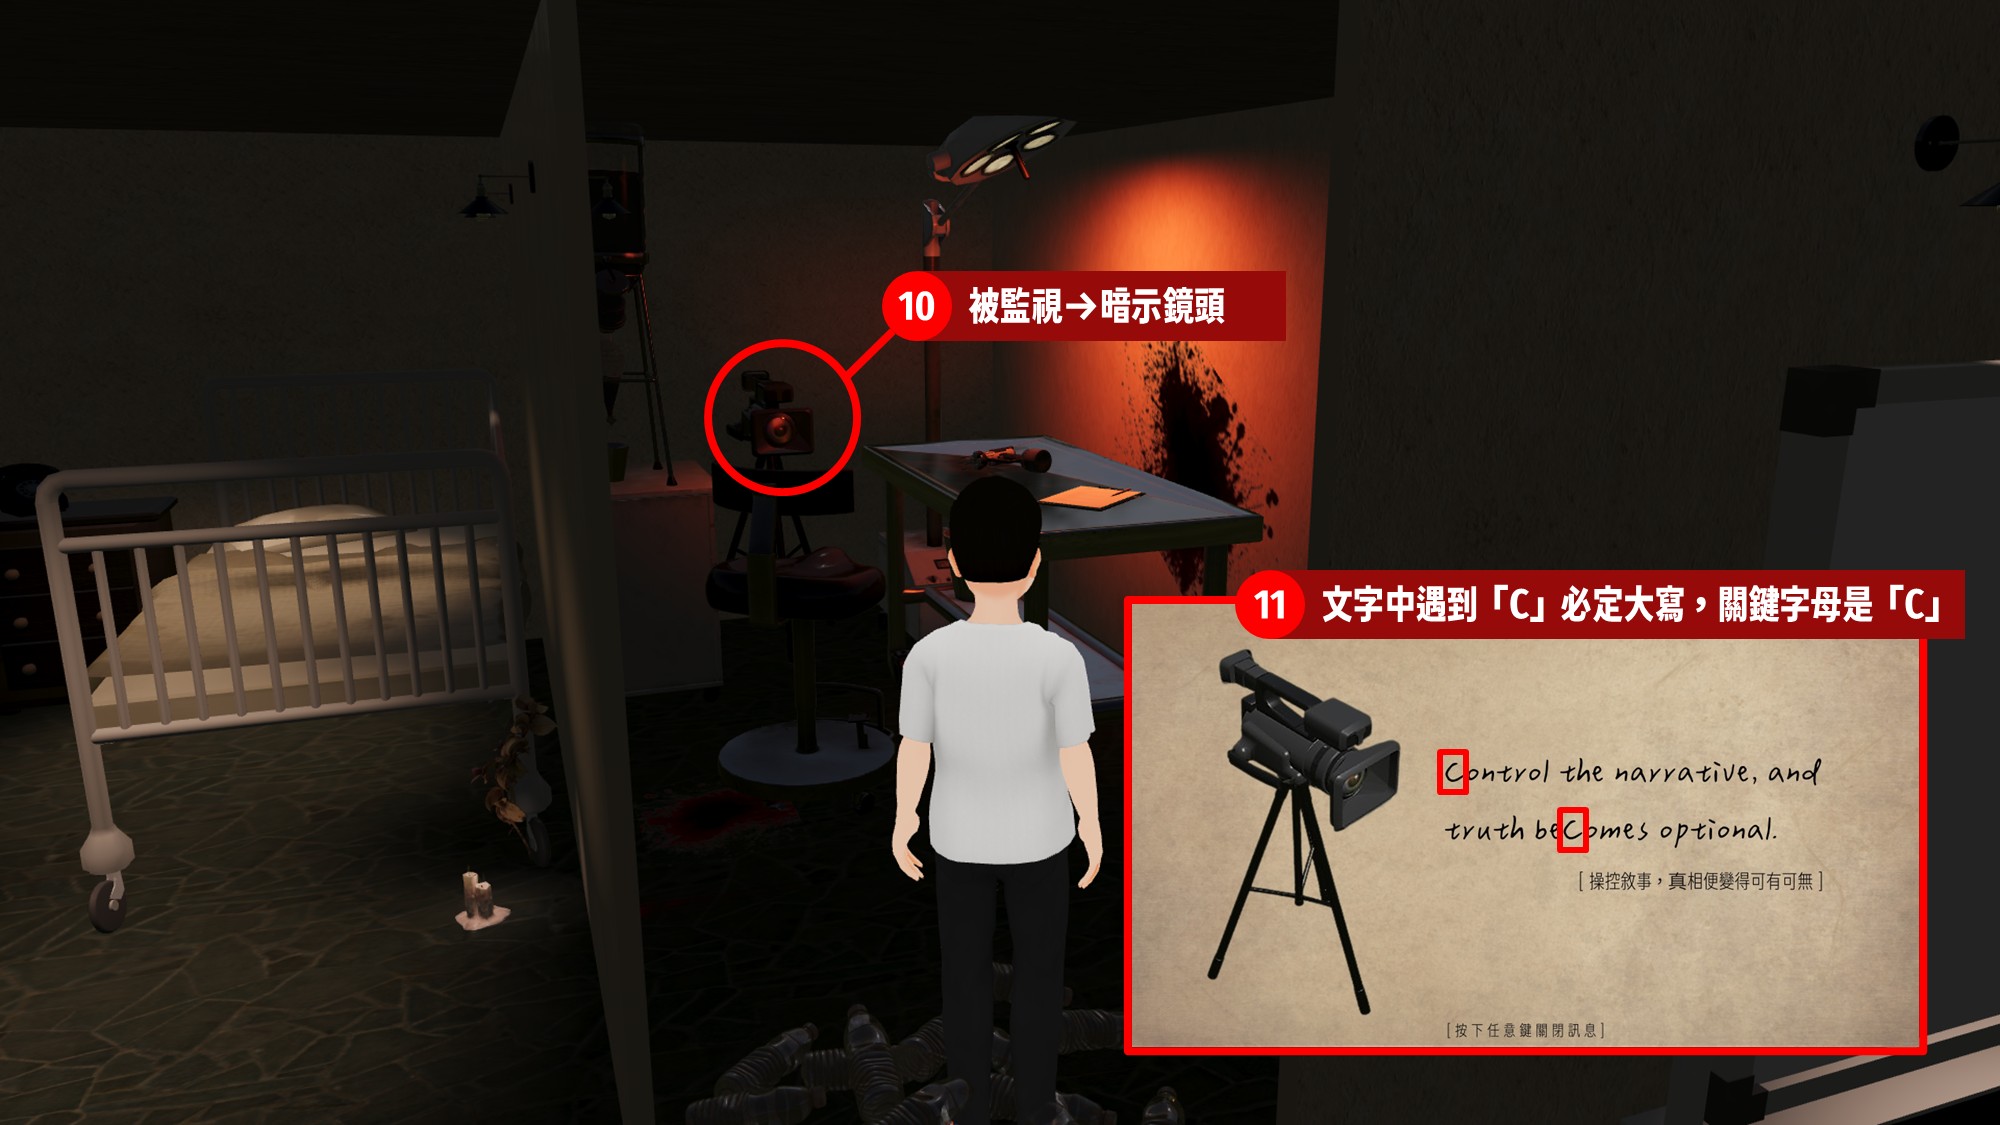 10 被監視→暗示鏡頭
11 文字中遇到「C」必定大寫，關鍵字母是「C」
Control the narrative, and
truth beComes optional.
[ 操控敘事，真相便變得可有可無 ]
[按下任意鍵關閉訊息]